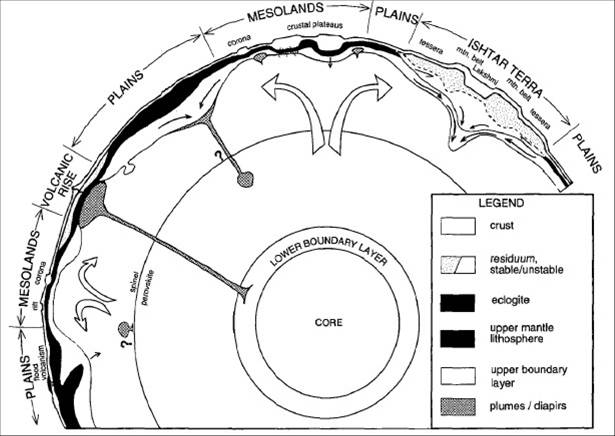 MESOLANDS
corona
crustal plateaus
PLAINS
ISHTAR TERRA
tessera
mtn. belt
Lakshmi
mtn. belt
tessera
PLAINS
PLAINS
VOLCANIC
RISE
MESOLANDS
corona
rift
PLAINS
flood
volcanism
?
?
spinel
perovskite
LOWER BOUNDARY LAYER
CORE
LEGEND
crust
residuum,
stable/unstable
eclogite
upper mantle
lithosphere
upper boundary
layer
plumes / diapirs